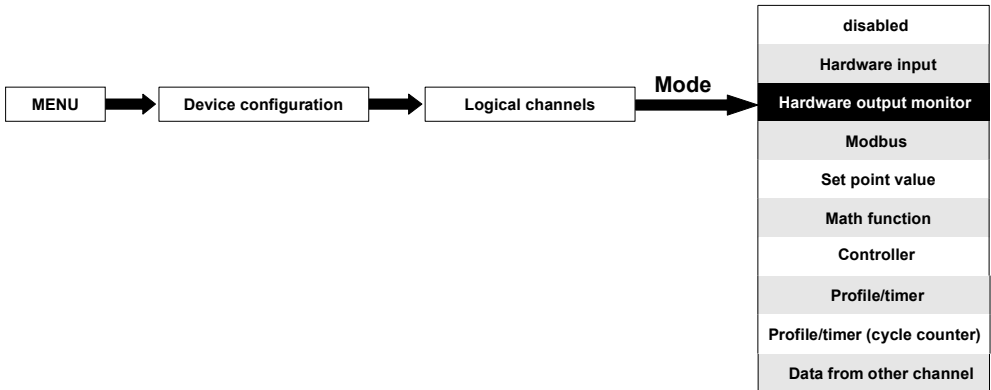 MENU
Device configuration
Logical channels
Mode
disabled
Hardware input
Hardware output monitor
Modbus
Set point value
Math function
Controller
Profile/timer
Profile/timer (cycle counter)
Data from other channel